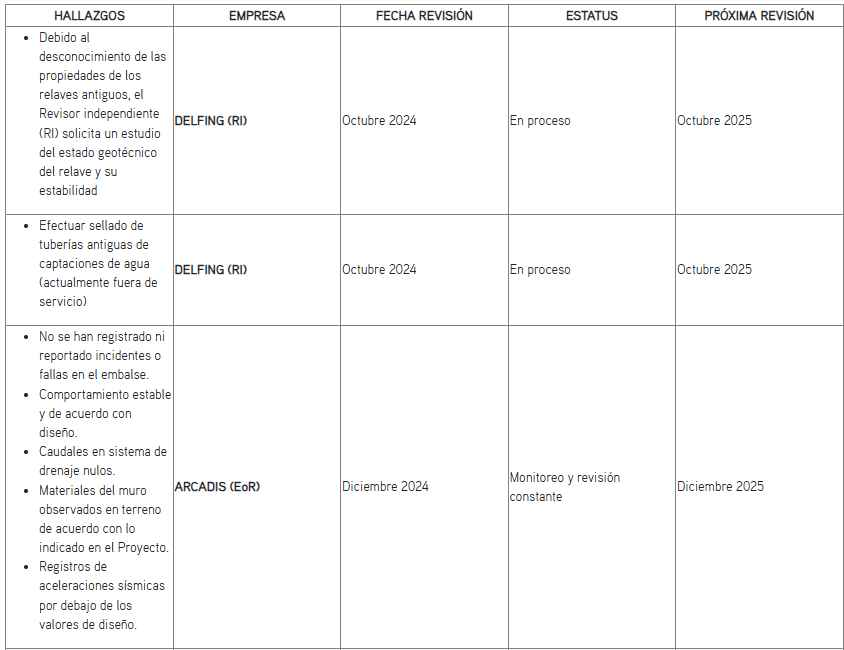 HALLAZGOS EMPRESA FECHA REVISIÓN ESTATUS PRÓXIMA REVISIÓN
• Debido al
desconocimiento de las
propiedades de los
relaves antiguos, el
Revisor independiente
(RI) solicita un estudio
del estado geotécnico
del relave y su
estabilidad
DELFING (RI)
Octubre 2024
En proceso
Octubre 2025
• Efectuar sellado de
tuberías antiguas de
captaciones de agua
(actualmente fuera de
servicio)
DELFING (RI)
Octubre 2024
En proceso
Octubre 2025
• No se han registrado ni
reportado incidentes o
fallas en el embalse.
• Comportamiento estable
y de acuerdo con
diseño.
• Caudales en sistema de
drenaje nulos.
• Materiales del muro
observados en terreno
de acuerdo con lo
indicado en el Proyecto.
• Registros de
aceleraciones sísmicas
por debajo de los
valores de diseño.
ARCADIS (EoR)
Diciembre 2024
Monitoreo y revisión
constante
Diciembre 2025